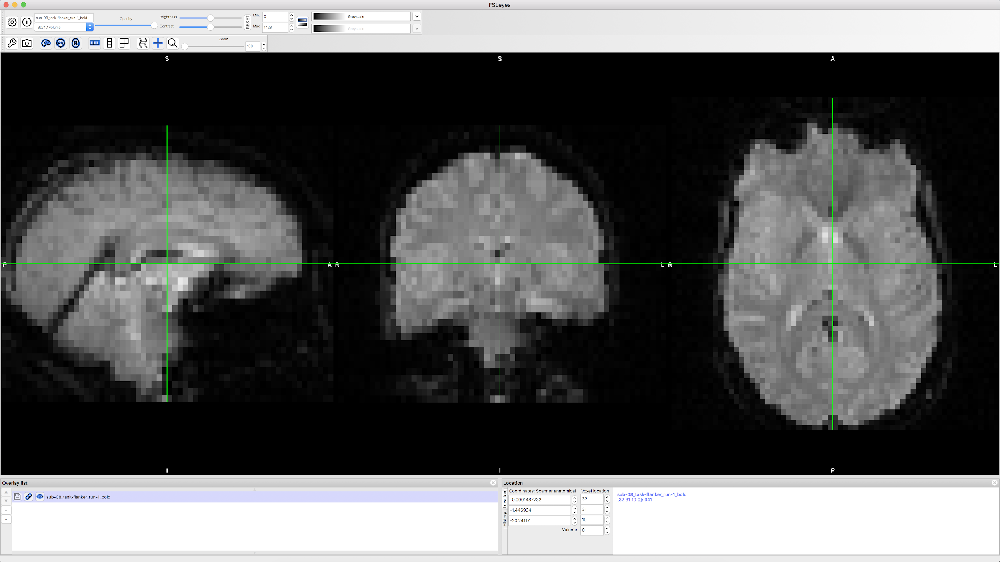 FSLeyes
sub-08_task-flanker_run-1_bold
3D/4D volume
Opacity
Brightness
Contrast
RESET
Min.
0
Max.
1428
Greyscale
Greyscale
Zoom
100
S
S
A
P
A
R
L
R
L
I
I
P
Overlay list
sub-08_task-flanker_run-1_bold
+
-
Location
Location
History
Coordinates: Scanner anatomical
Voxel location
-0.0001487732
32
-1.445934
31
-20.24117
19
Volume
0
sub-08_task-flanker_run-1_bold
[32 31 19 0]: 941